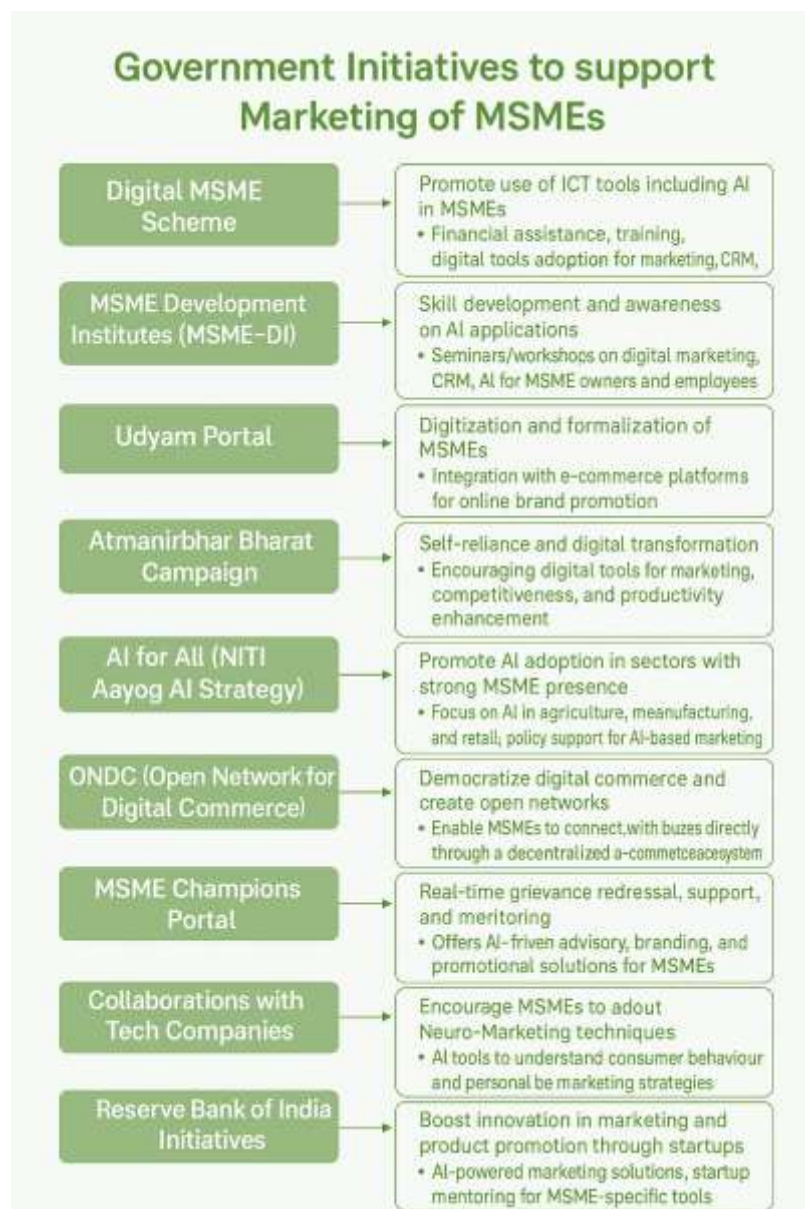 Government Initiatives to support
Marketing of MSMEs
Digital MSME
Scheme
Promote use of ICT tools including AI
in MSMEs
• Financial assistance, training,
digital tools adoption for marketing, CRM,
MSME Development
Institutes (MSME-DI)
Skill development and awareness
on AI applications
• Seminars/workshops on digital marketing,
CRM, AI for MSME owners and employees
Udyam Portal
Digitization and formalization of
MSMEs
• Integration with e-commerce platforms
for online brand promotion
Atmanirbhar Bharat
Campaign
Self-reliance and digital transformation
• Encouraging digital tools for marketing,
competitiveness, and productivity
enhancement
AI for All (NITI
Aayog AI Strategy)
Promote AI adoption in sectors with
strong MSME presence
• Focus on AI in agriculture, meanufacturing,
and retail; policy support for AI-based marketing
ONDC (Open Network for
Digital Commerce)
Democratize digital commerce and
create open networks
• Enable MSMEs to connect,with buzes directly
through a decentralized a-commetceacesystem
MSME Champions
Portal
Real-time grievance redressal, support,
and meritoring
• Offers AI-friven advisory, branding, and
promotional solutions for MSMEs
Collaborations with
Tech Companies
Encourage MSMEs to adout
Neuro-Marketing techniques
• AI tools to understand consumer behaviour
and personal be marketing strategies
Reserve Bank of India
Initiatives
Boost innovation in marketing and
product promotion through startups
• AI-powered marketing solutions, startup
mentoring for MSME-specific tools